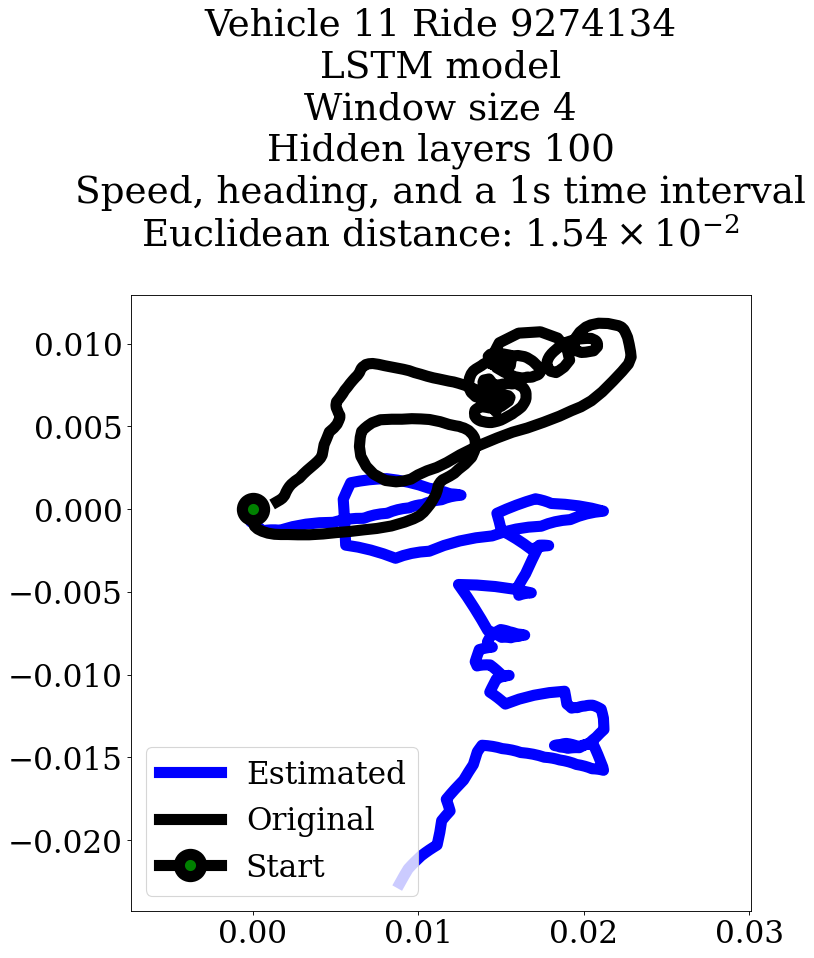 Vehicle 11 Ride 9274134
LSTM model
Window size 4
Hidden layers 100
Speed, heading, and a 1s time interval
Euclidean distance: 1.54 × 10⁻²
0.010
0.005
0.000
−0.005
−0.010
−0.015
−0.020
Estimated
Original
Start
0.00 0.01 0.02 0.03